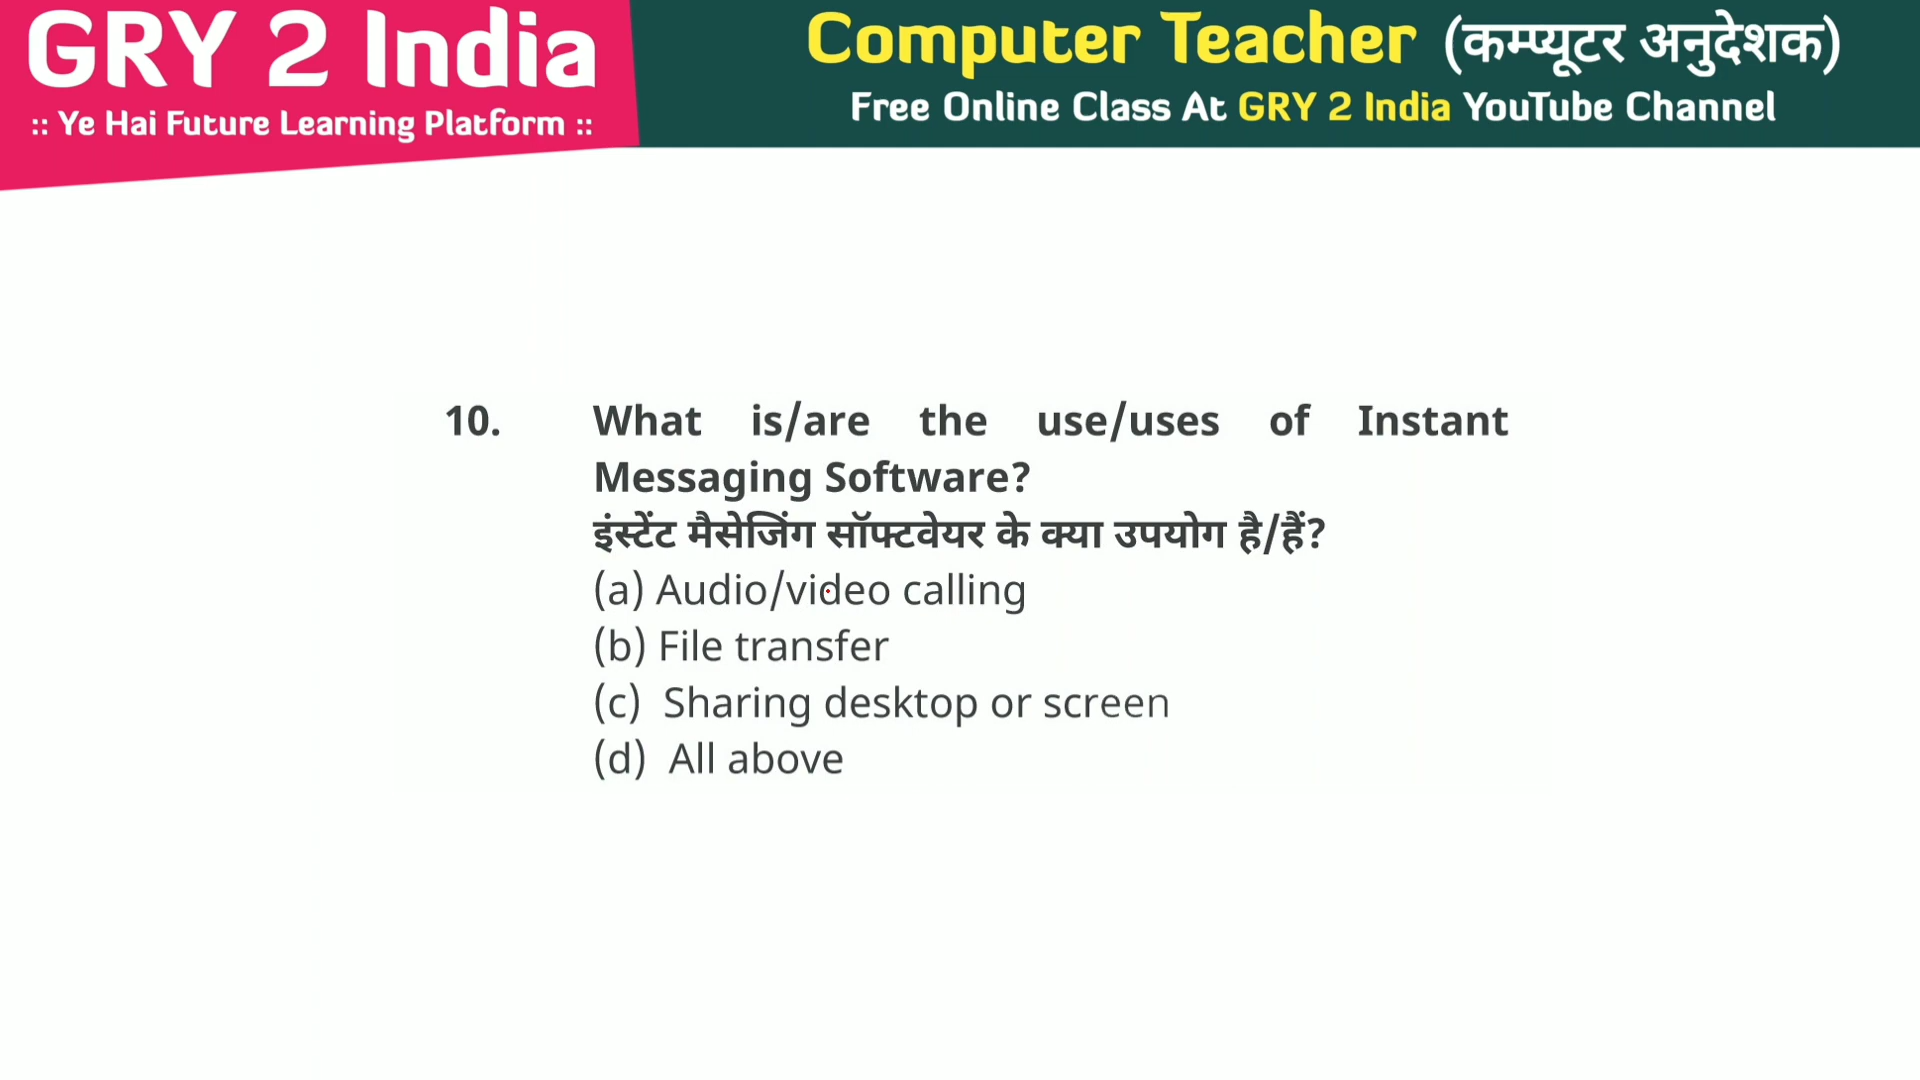 GRY 2 India
:: Ye Hai Future Learning Platform ::
Computer Teacher (कम्प्यूटर अनुदेशक)
Free Online Class At GRY 2 India YouTube Channel
10. What is/are the use/uses of Instant
Messaging Software?
इंस्टेंट मैसेजिंग सॉफ्टवेयर के क्या उपयोग है/हैं?
(a) Audio/video calling
(b) File transfer
(c) Sharing desktop or screen
(d) All above